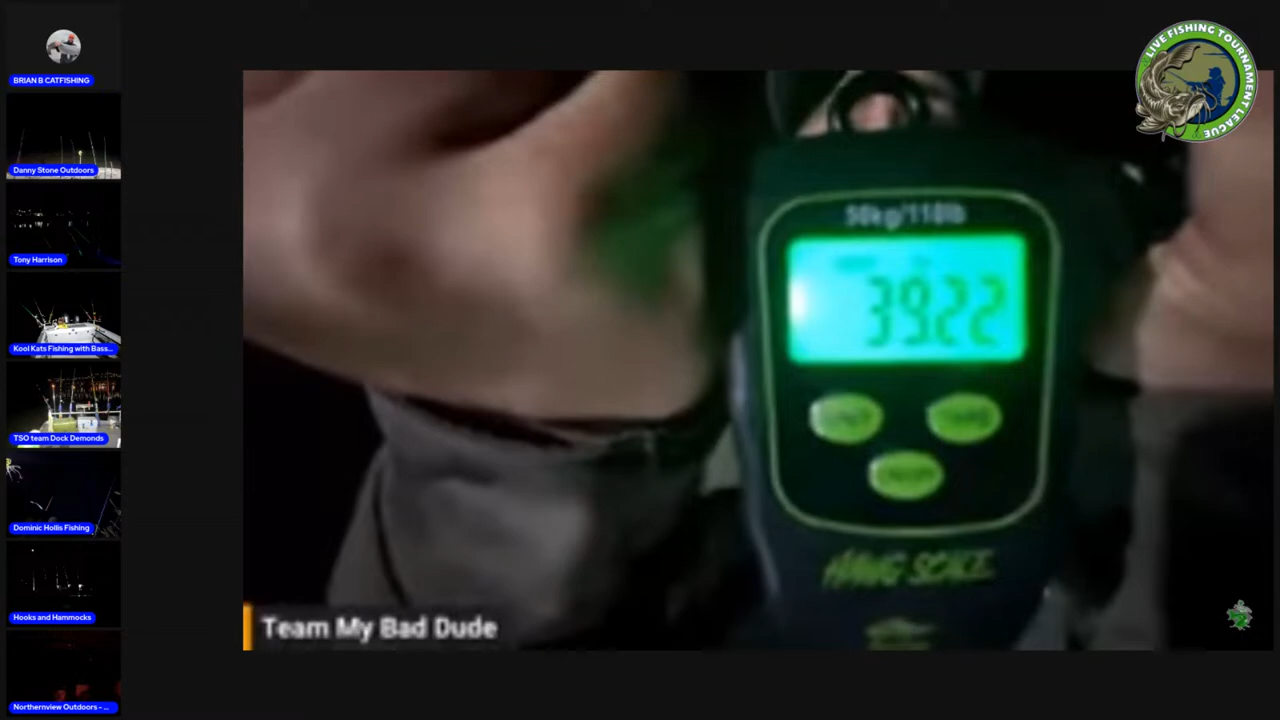 BRIAN B CATFISHING
Danny Stone Outdoors
Tony Harrison
Kool Kats Fishing with Bass...
TSO team Dock Demonds
Dominic Hollis Fishing
Hooks and Hammocks
Northernview Outdoors - ...
LIVE FISHING TOURNAMENT LEAGUE
50kg/110lb
39.22
HAWG SCALE
Team My Bad Dude